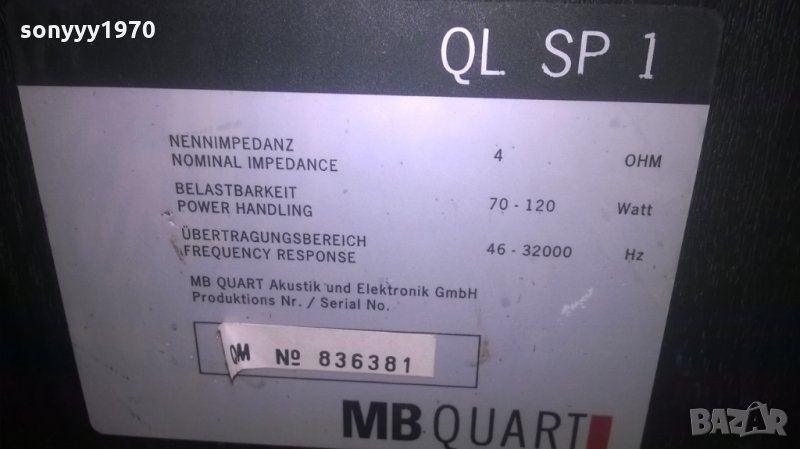 sonyyy1970
QL SP 1
NENNIMPEDANZ
NOMINAL IMPEDANCE 4 OHM
BELASTBARKEIT
POWER HANDLING 70 - 120 Watt
ÜBERTRAGUNGSBEREICH
FREQUENCY RESPONSE 46 - 32000 Hz
MB QUART Akustik und Elektronik GmbH
Produktions Nr. / Serial No.
QM № 836381
MB QUART
BAZAR